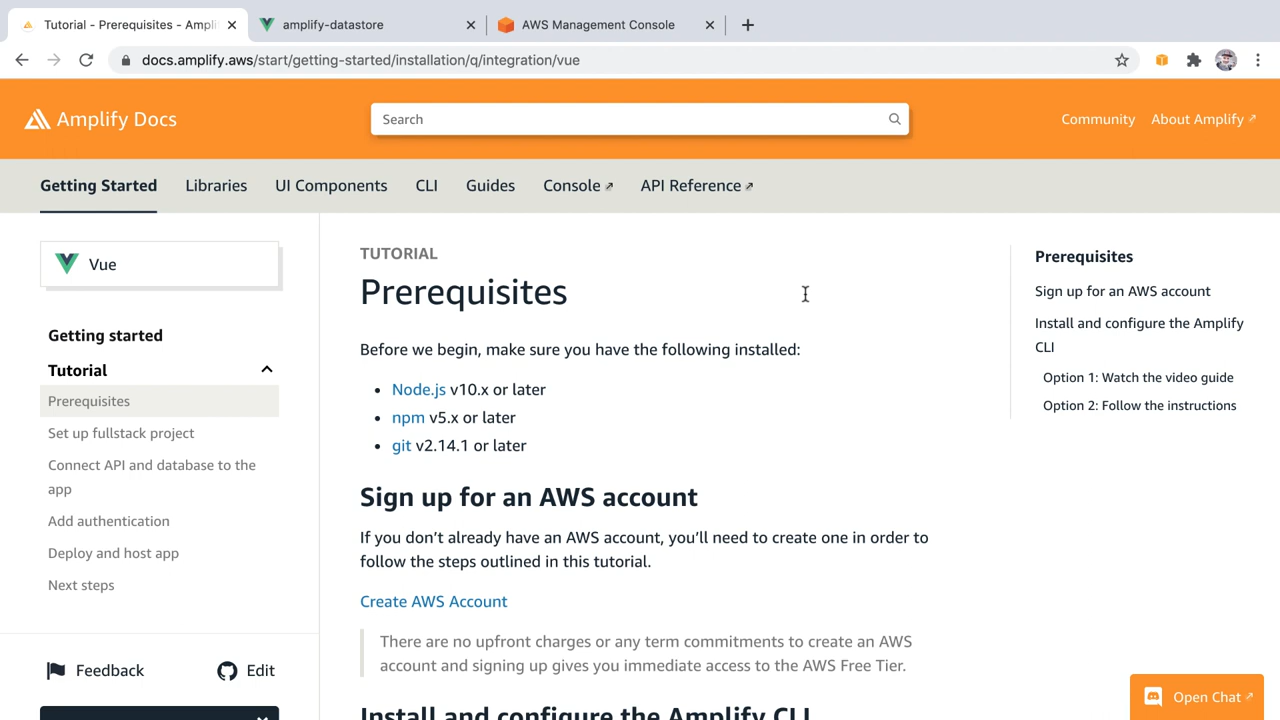 Tutorial - Prerequisites - Ampli
amplify-datastore
AWS Management Console
docs.amplify.aws/start/getting-started/installation/q/integration/vue
Amplify Docs
Search
Community
About Amplify
Getting Started
Libraries
UI Components
CLI
Guides
Console
API Reference
Vue
Getting started
Tutorial
Prerequisites
Set up fullstack project
Connect API and database to the
app
Add authentication
Deploy and host app
Next steps
Feedback
Edit
TUTORIAL
Prerequisites
Before we begin, make sure you have the following installed:
• Node.js v10.x or later
• npm v5.x or later
• git v2.14.1 or later
Sign up for an AWS account
If you don’t already have an AWS account, you’ll need to create one in order to
follow the steps outlined in this tutorial.
Create AWS Account
There are no upfront charges or any term commitments to create an AWS
account and signing up gives you immediate access to the AWS Free Tier.
Install and configure the Amplify CLI
Prerequisites
Sign up for an AWS account
Install and configure the Amplify
CLI
Option 1: Watch the video guide
Option 2: Follow the instructions
Open Chat